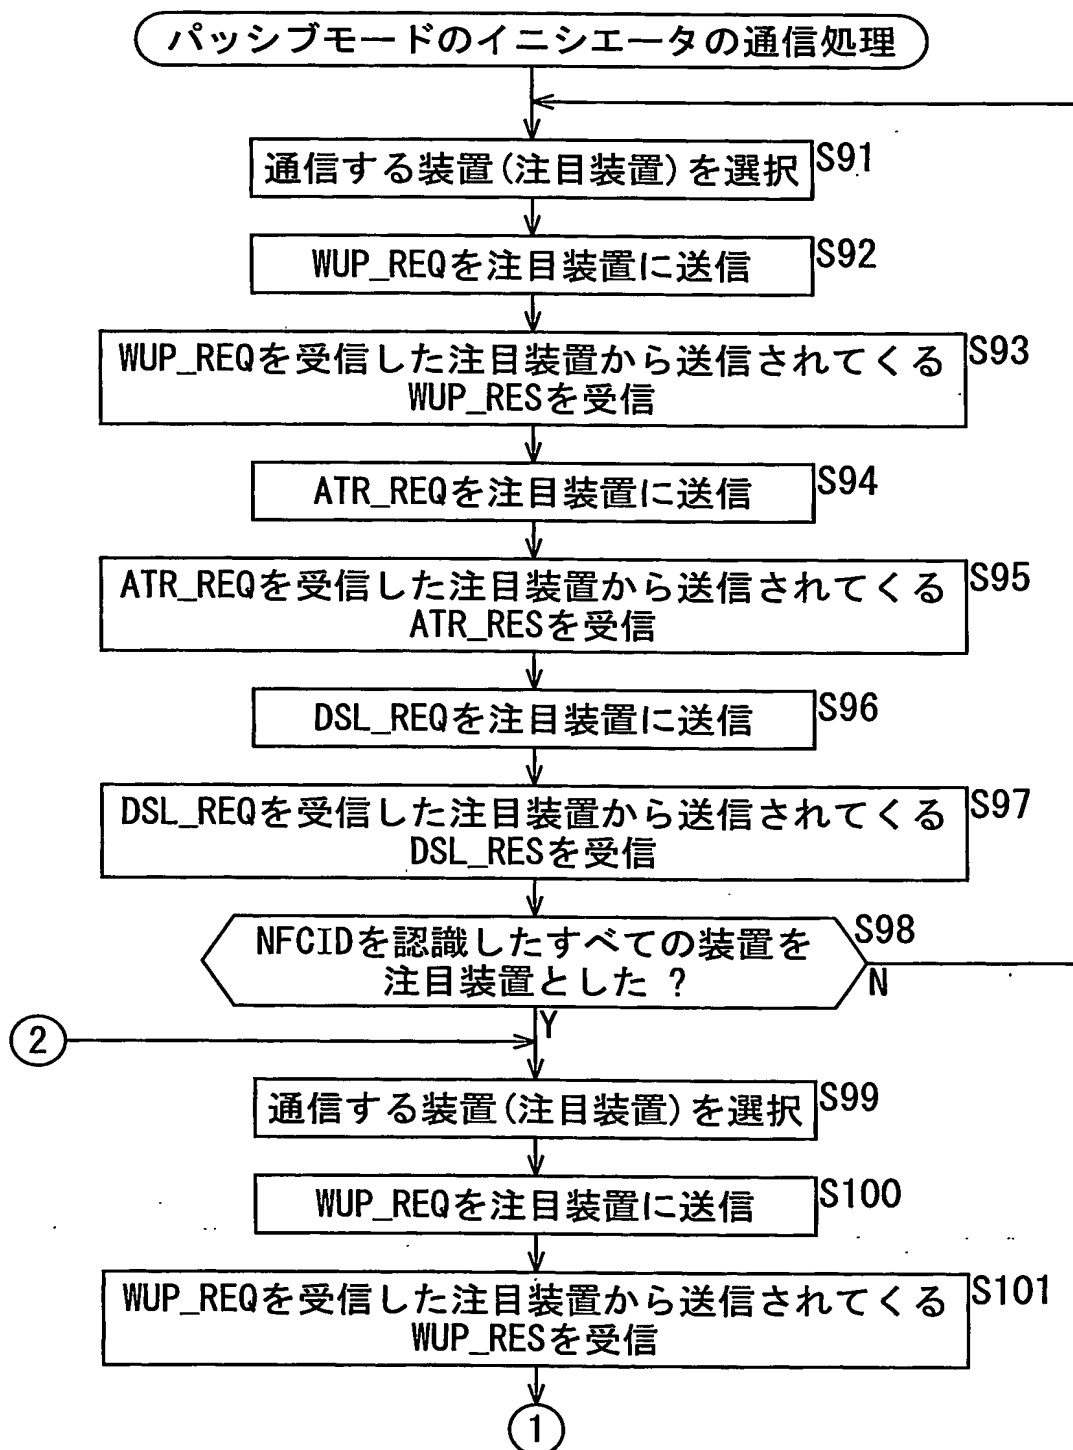 パッシブモードのイニシエータの通信処理
通信する装置(注目装置)を選択
S91
WUP_REQを注目装置に送信
S92
WUP_REQを受信した注目装置から送信されてくる
WUP_RESを受信
S93
ATR_REQを注目装置に送信
S94
ATR_REQを受信した注目装置から送信されてくる
ATR_RESを受信
S95
DSL_REQを注目装置に送信
S96
DSL_REQを受信した注目装置から送信されてくる
DSL_RESを受信
S97
NFCIDを認識したすべての装置を
注目装置とした ?
S98
N
Y
2
通信する装置(注目装置)を選択
S99
WUP_REQを注目装置に送信
S100
WUP_REQを受信した注目装置から送信されてくる
WUP_RESを受信
S101
1